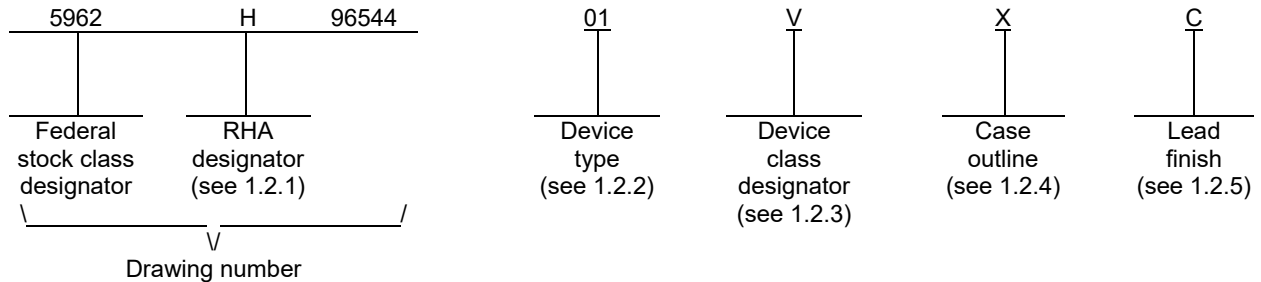 5962 H 96544 01 V X C
Federal RHA Device Device Case Lead
stock class designator type class outline finish
designator (see 1.2.1) (see 1.2.2) designator (see 1.2.4) (see 1.2.5)
(see 1.2.3)
Drawing number